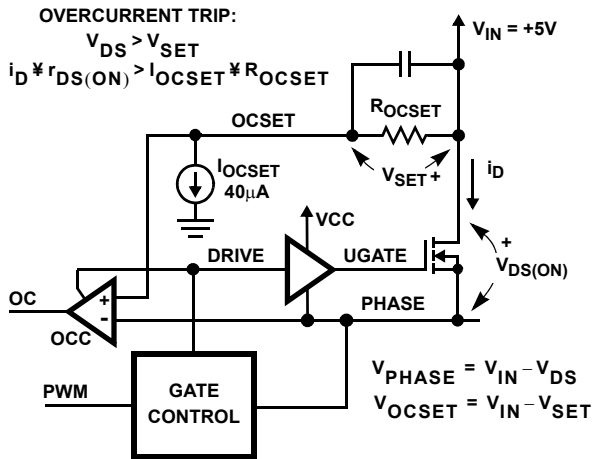 OVERCURRENT TRIP:
VDS > VSET
iD ¥ rDS(ON) > IOCSET ¥ ROCSET
VIN = +5V
ROCSET
OCSET
VSET +
IOCSET
40μA
iD
VCC
DRIVE
UGATE
+
VDS(ON)
OC
+
-
OCC
PHASE
PWM
GATE
CONTROL
VPHASE = VIN – VDS
VOCSET = VIN – VSET